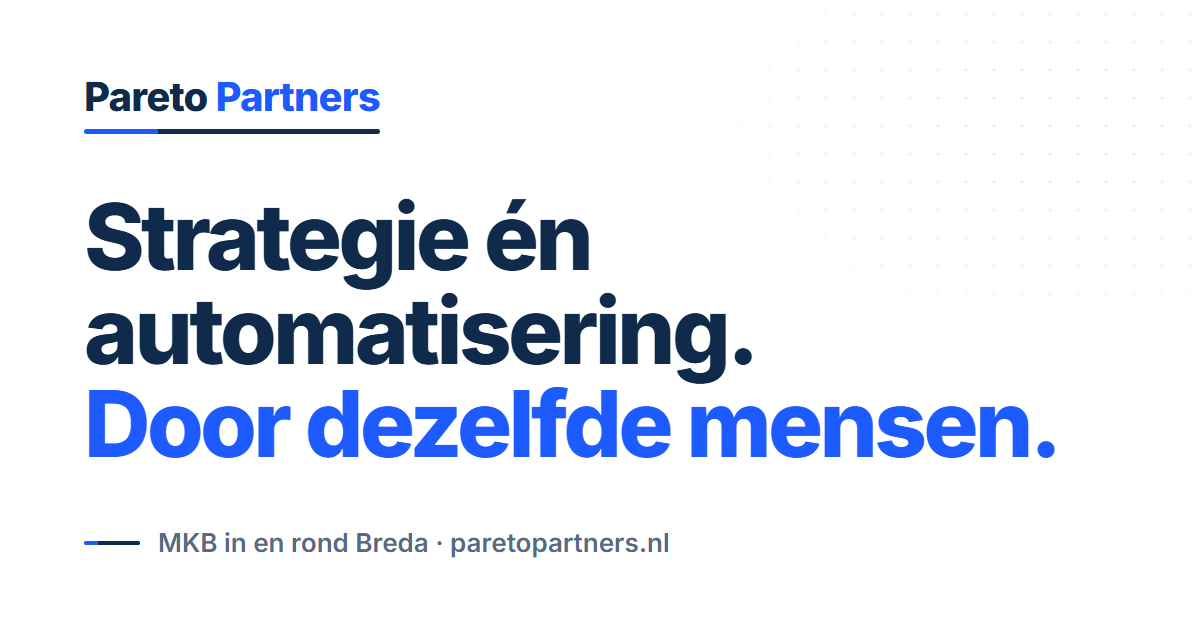 Pareto Partners
Strategie én
automatisering.
Door dezelfde mensen.
MKB in en rond Breda · paretopartners.nl